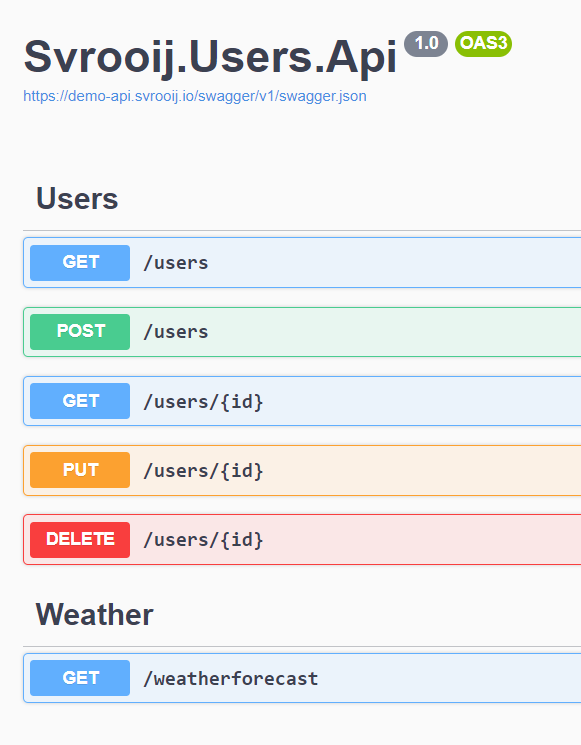 Svrooij.Users.Api 1.0 OAS3
https://demo-api.svrooij.io/swagger/v1/swagger.json
Users
GET /users
POST /users
GET /users/{id}
PUT /users/{id}
DELETE /users/{id}
Weather
GET /weatherforecast